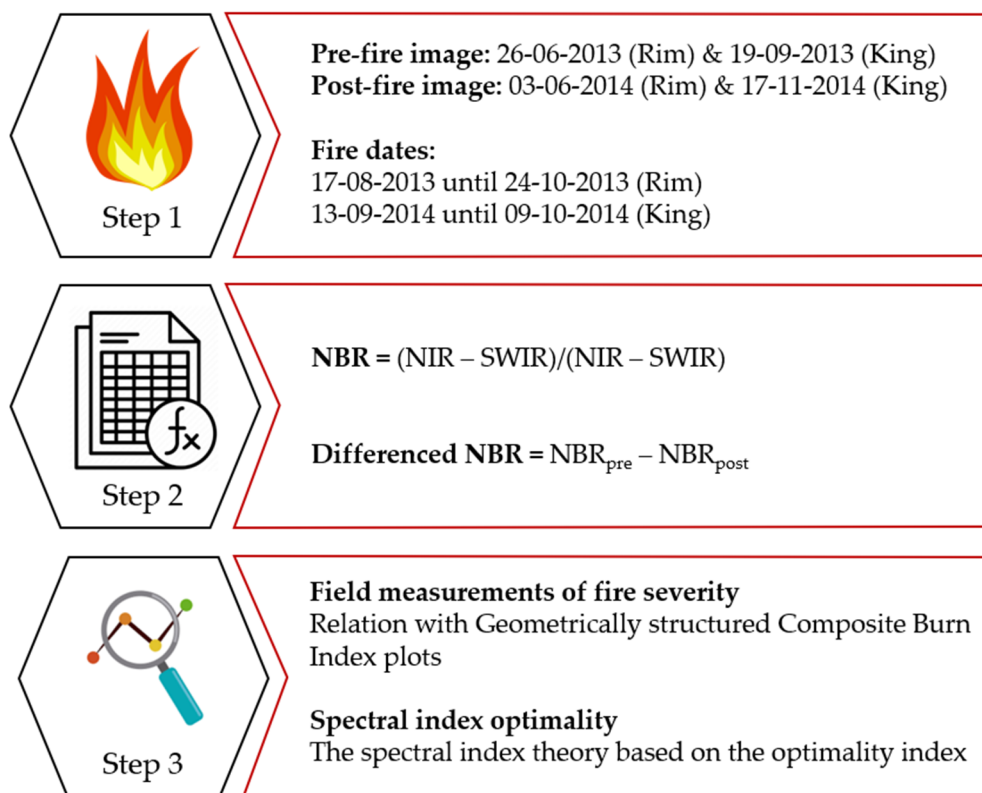 Pre-fire image: 26-06-2013 (Rim) & 19-09-2013 (King)
Post-fire image: 03-06-2014 (Rim) & 17-11-2014 (King)
Fire dates:
17-08-2013 until 24-10-2013 (Rim)
13-09-2014 until 09-10-2014 (King)
Step 1
NBR = (NIR – SWIR)/(NIR – SWIR)
Differenced NBR = NBRpre – NBRpost
fx
Step 2
Field measurements of fire severity
Relation with Geometrically structured Composite Burn
Index plots
Spectral index optimality
The spectral index theory based on the optimality index
Step 3